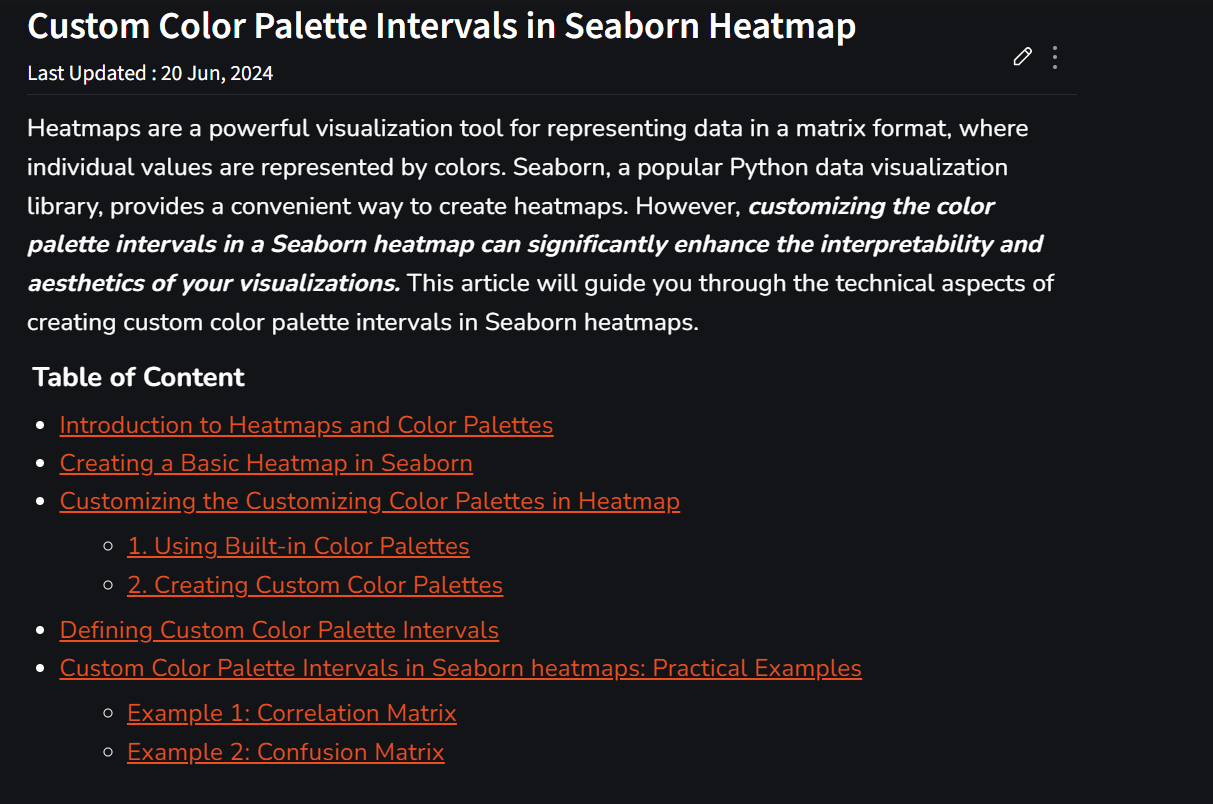 Custom Color Palette Intervals in Seaborn Heatmap
Last Updated : 20 Jun, 2024
Heatmaps are a powerful visualization tool for representing data in a matrix format, where
individual values are represented by colors. Seaborn, a popular Python data visualization
library, provides a convenient way to create heatmaps. However, customizing the color
palette intervals in a Seaborn heatmap can significantly enhance the interpretability and
aesthetics of your visualizations. This article will guide you through the technical aspects of
creating custom color palette intervals in Seaborn heatmaps.
Table of Content
Introduction to Heatmaps and Color Palettes
Creating a Basic Heatmap in Seaborn
Customizing the Customizing Color Palettes in Heatmap
1. Using Built-in Color Palettes
2. Creating Custom Color Palettes
Defining Custom Color Palette Intervals
Custom Color Palette Intervals in Seaborn heatmaps: Practical Examples
Example 1: Correlation Matrix
Example 2: Confusion Matrix